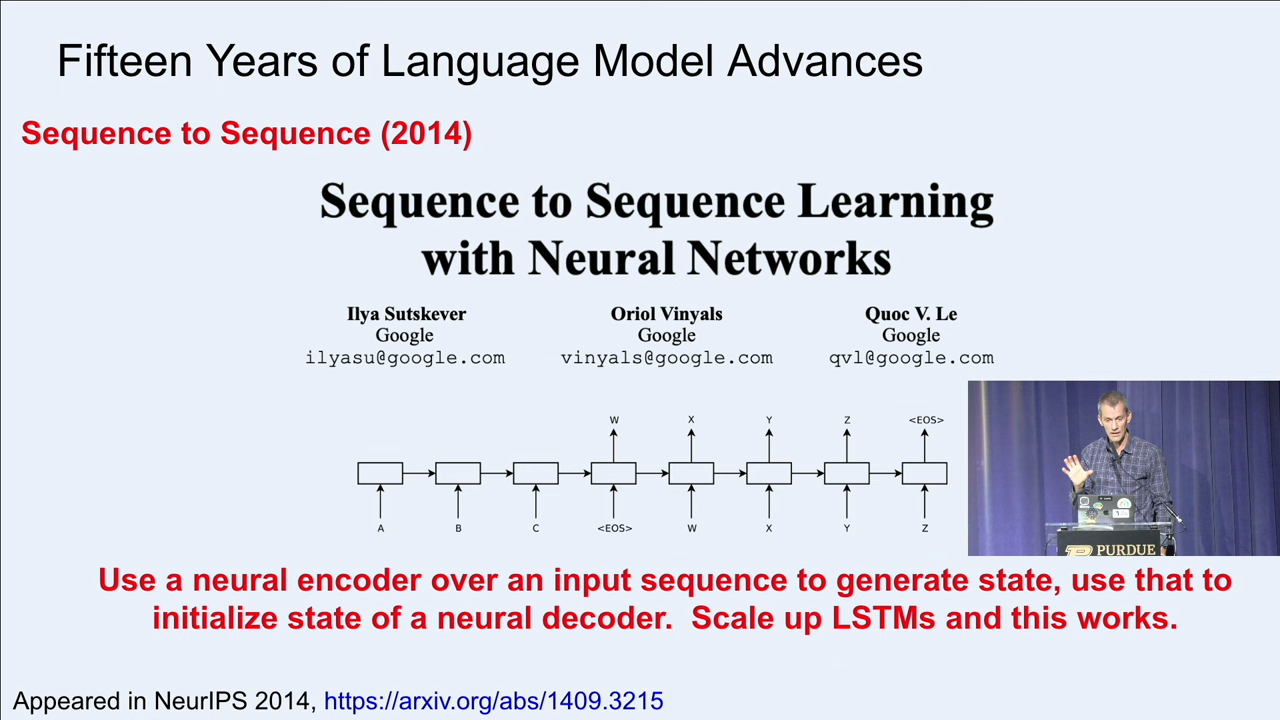 Fifteen Years of Language Model Advances
Sequence to Sequence (2014)
Sequence to Sequence Learning
with Neural Networks
Ilya Sutskever Oriol Vinyals Quoc V. Le
Google Google Google
ilyasu@google.com vinyals@google.com qvl@google.com
W X Y Z <EOS>
A B C <EOS> W X Y Z
PURDUE
Use a neural encoder over an input sequence to generate state, use that to
initialize state of a neural decoder. Scale up LSTMs and this works.
Appeared in NeurIPS 2014, https://arxiv.org/abs/1409.3215